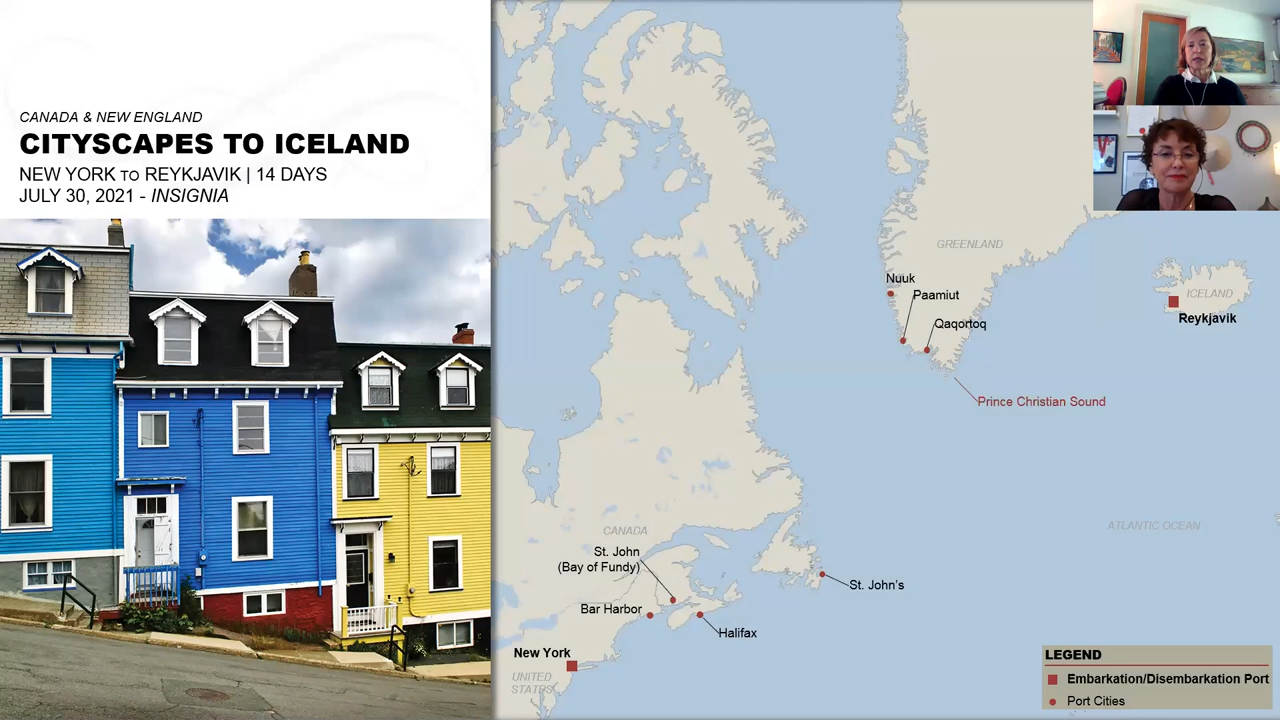 CANADA & NEW ENGLAND
CITYSCAPES TO ICELAND
NEW YORK TO REYKJAVIK | 14 DAYS
JULY 30, 2021 - INSIGNIA
GREENLAND
Nuuk
Paamiut
Qaqortoq
ICELAND
Reykjavik
Prince Christian Sound
ATLANTIC OCEAN
CANADA
St. John
(Bay of Fundy)
St. John's
Bar Harbor
Halifax
New York
UNITED
STATES
LEGEND
Embarkation/Disembarkation Port
Port Cities